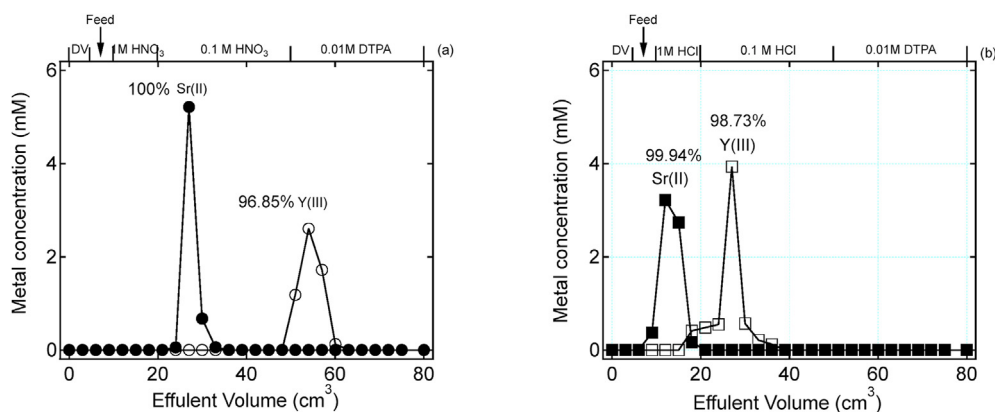 Feed
DV 1M HNO3 0.1 M HNO3 0.01M DTPA (a)
6
100% Sr(II)
4
96.85% Y(III)
2
0
0 20 40 60 80
Metal concentration (mM)
Effulent Volume (cm3)
Feed
DV 1M HCl 0.1 M HCl 0.01M DTPA (b)
6
98.73%
Y(III)
99.94%
Sr(II)
4
2
0
0 20 40 60 80
Metal concentration (mM)
Effulent Volume (cm3)